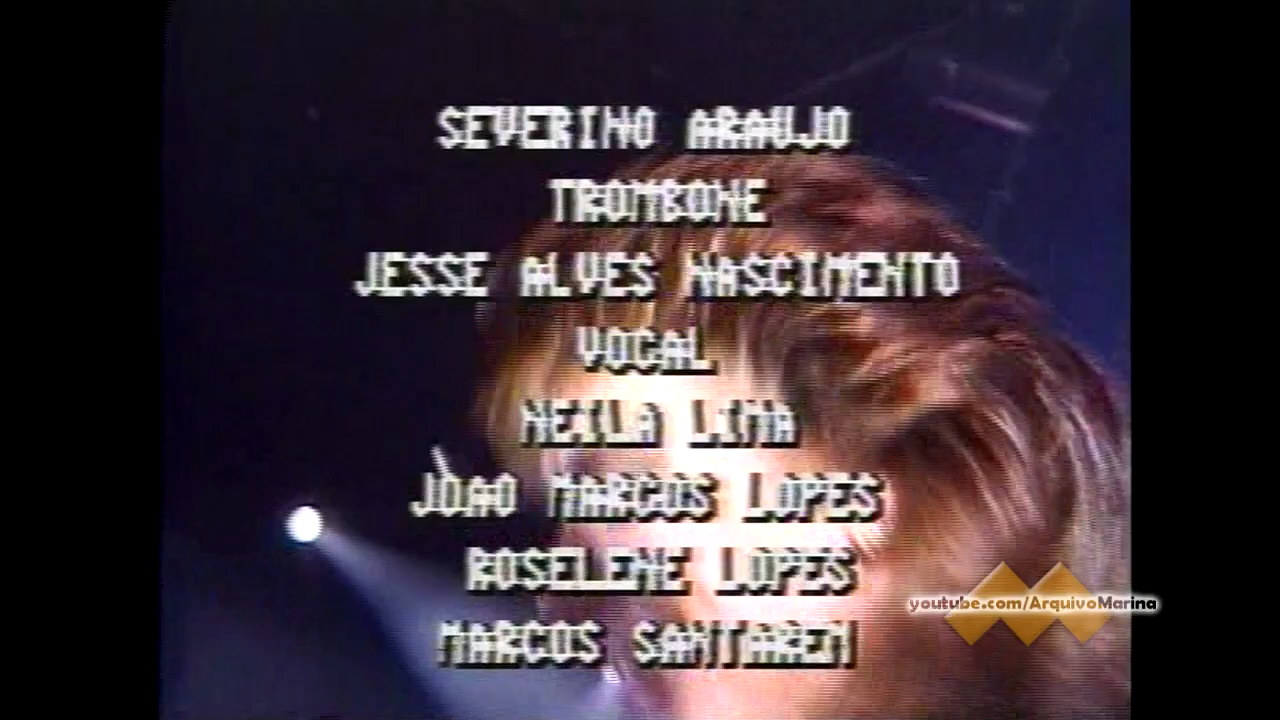 SEVERINO ARAUJO
TROMBONE
JESSE ALVES NASCIMENTO
VOCAL
NEILA LIMA
JOAO MARCOS LOPES
ROSELENE LOPES
youtube.com/ArquivoMarina
MARCOS SANTAREM